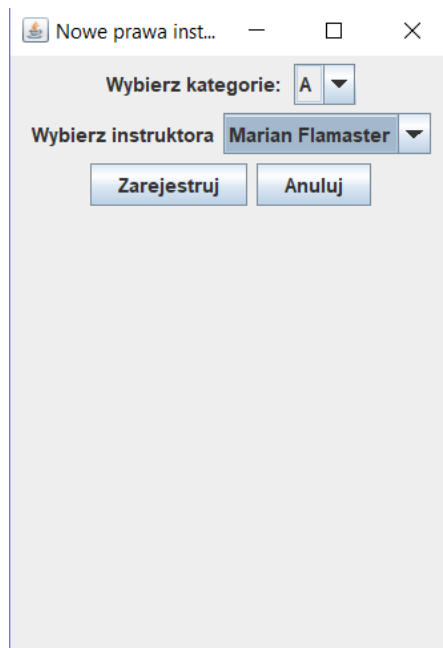 Nowe prawa inst...
Wybierz kategorie: A
Wybierz instruktora Marian Flamaster
Zarejestruj Anuluj